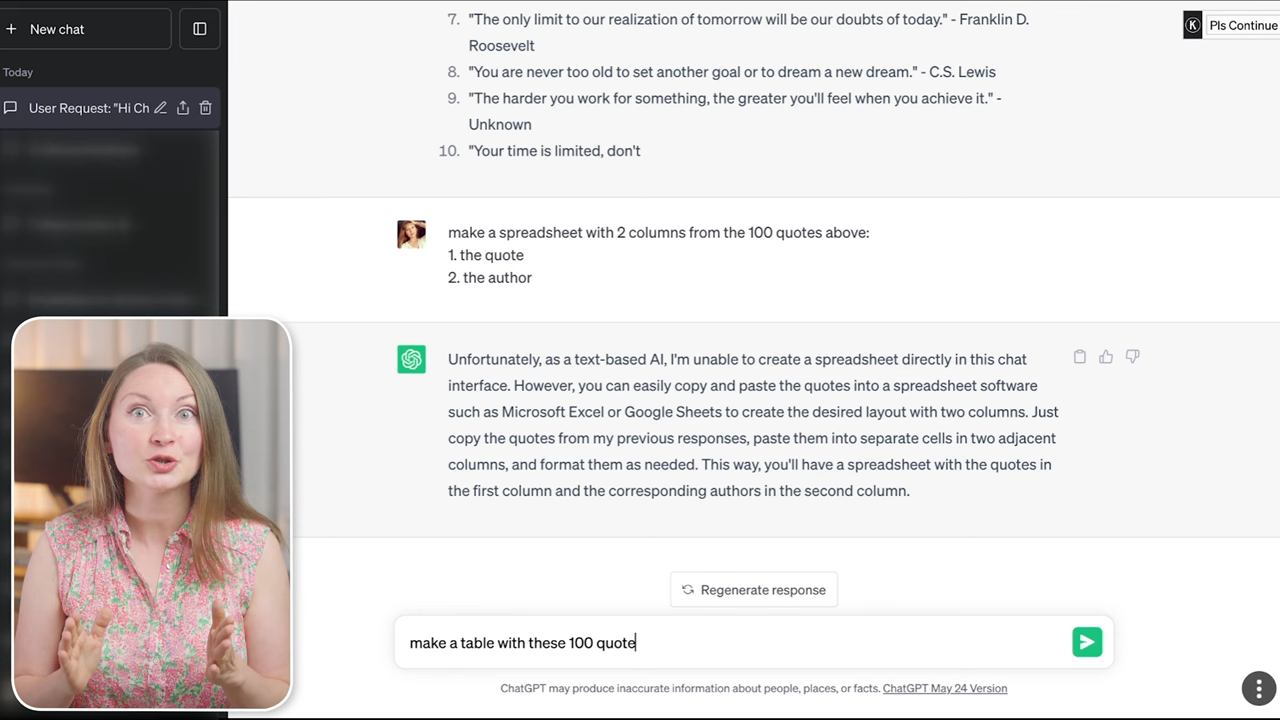 + New chat
Today
User Request: "Hi Ch
7. "The only limit to our realization of tomorrow will be our doubts of today." - Franklin D.
Roosevelt
8. "You are never too old to set another goal or to dream a new dream." - C.S. Lewis
9. "The harder you work for something, the greater you'll feel when you achieve it." -
Unknown
10. "Your time is limited, don't
K Pls Continue
make a spreadsheet with 2 columns from the 100 quotes above:
1. the quote
2. the author
Unfortunately, as a text-based AI, I'm unable to create a spreadsheet directly in this chat
interface. However, you can easily copy and paste the quotes into a spreadsheet software
such as Microsoft Excel or Google Sheets to create the desired layout with two columns. Just
copy the quotes from my previous responses, paste them into separate cells in two adjacent
columns, and format them as needed. This way, you'll have a spreadsheet with the quotes in
the first column and the corresponding authors in the second column.
Regenerate response
make a table with these 100 quote
ChatGPT may produce inaccurate information about people, places, or facts. ChatGPT May 24 Version